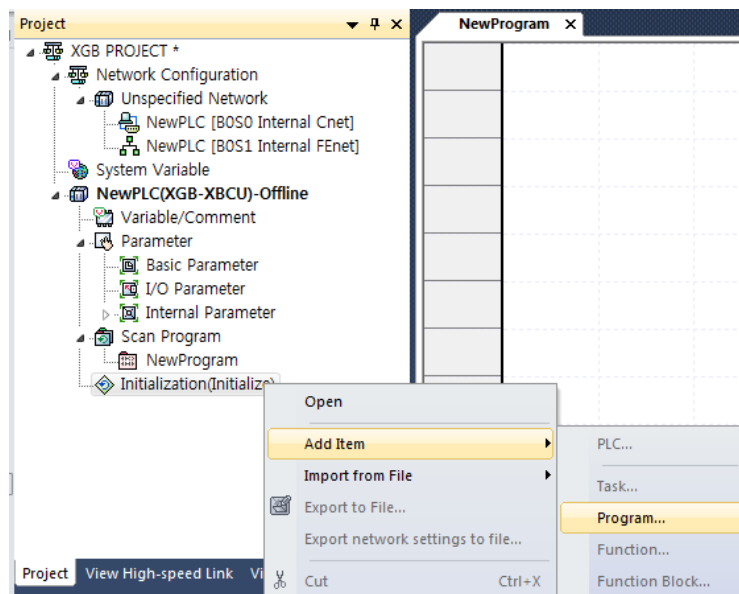 Project
NewProgram
XGB PROJECT *
Network Configuration
Unspecified Network
NewPLC [B0S0 Internal Cnet]
NewPLC [B0S1 Internal FEnet]
System Variable
NewPLC(XGB-XBCU)-Offline
Variable/Comment
Parameter
Basic Parameter
I/O Parameter
Internal Parameter
Scan Program
NewProgram
Initialization(Initialize)
Open
Add Item
Import from File
Export to File...
Export network settings to file...
Cut Ctrl+X
PLC...
Task...
Program...
Function...
Function Block...
Project View High-speed Link